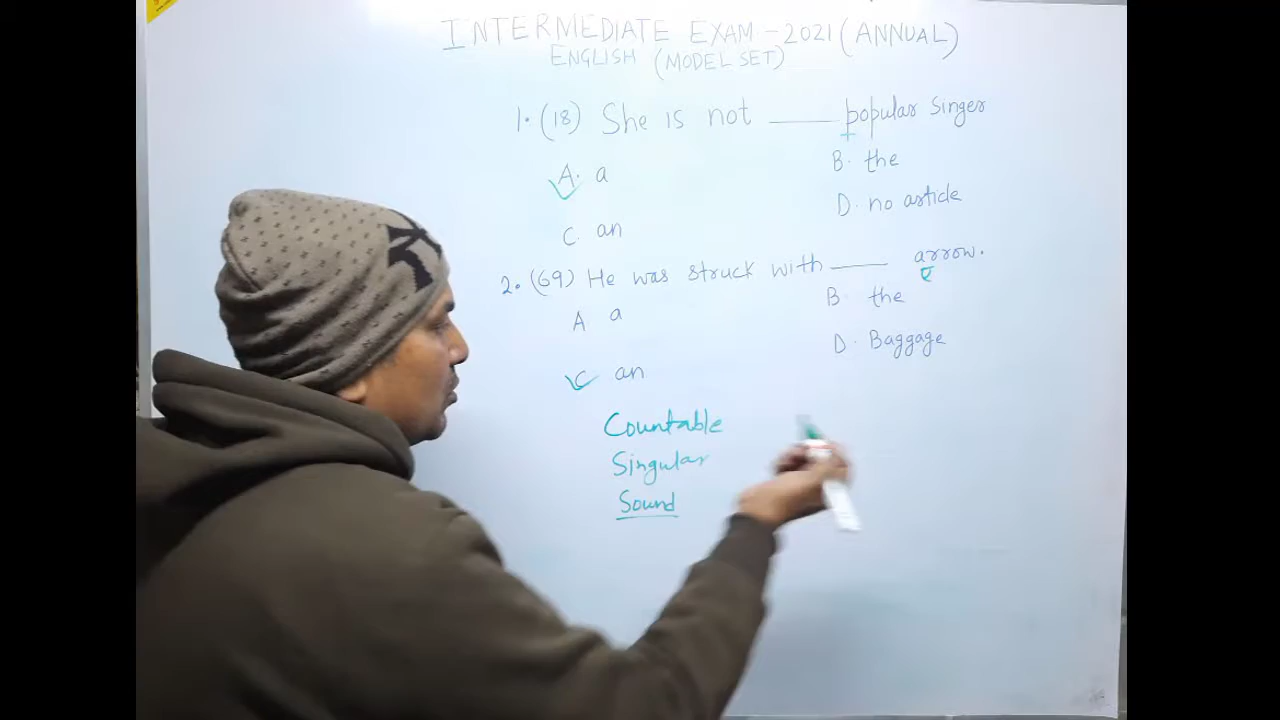 INTERMEDIATE EXAM-2021 (ANNUAL)
ENGLISH (MODEL SET)
1. (18) She is not ____ popular singer
A. a
B. the
C. an
D. no article
2. (69) He was struck with ____ arrow.
A a
B. the
C an
D. Baggage
Countable
Singular
Sound